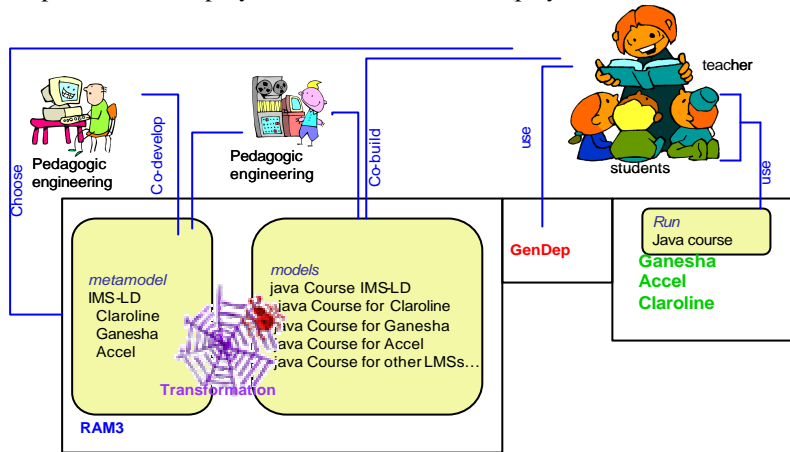 teacher
Pedagogic
engineering
Pedagogic
engineering
students
Choose
Co-develop
Co-build
use
use
metamodel
IMS-LD
Claroline
Ganesha
Accel
models
java Course IMS-LD
java Course for Claroline
java Course for Ganesha
java Course for Accel
java Course for other LMSs…
Transformation
RAM3
GenDep
Run
Java course
Ganesha
Accel
Claroline